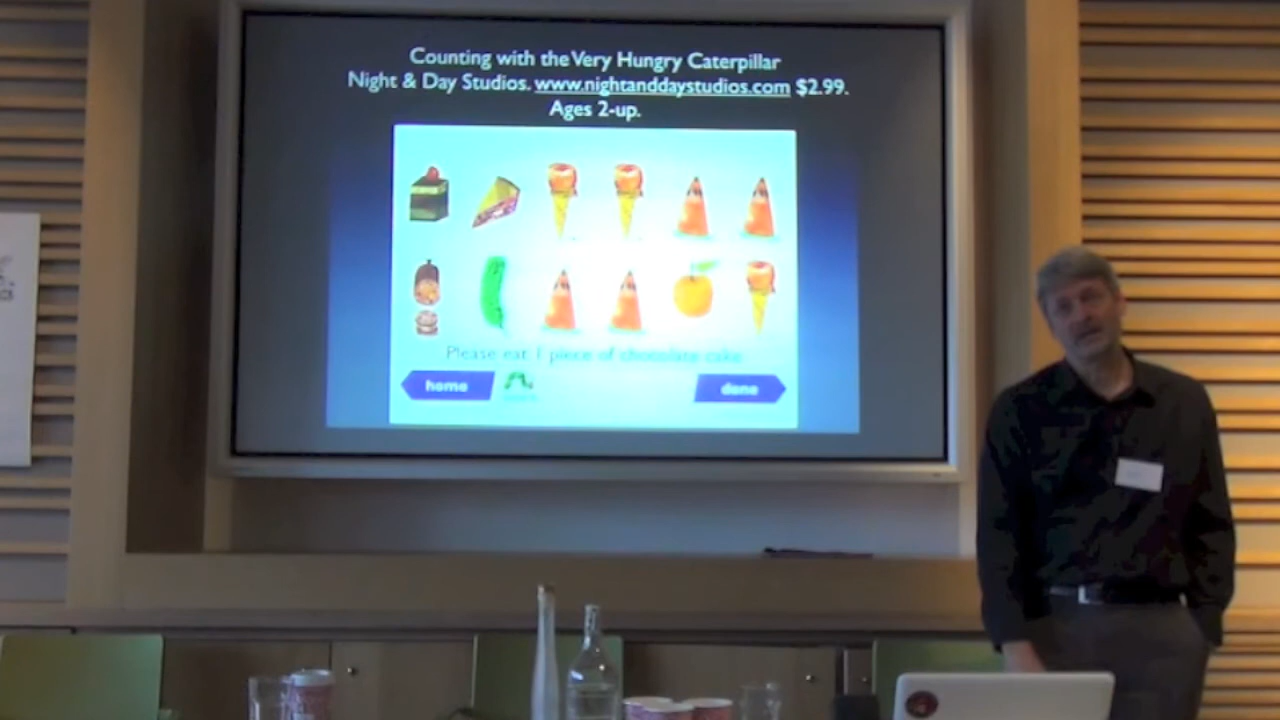 Counting with the Very Hungry Caterpillar
Night & Day Studios. www.nightanddaystudios.com $2.99.
Ages 2-up.
Please eat 1 piece of chocolate cake
home
done